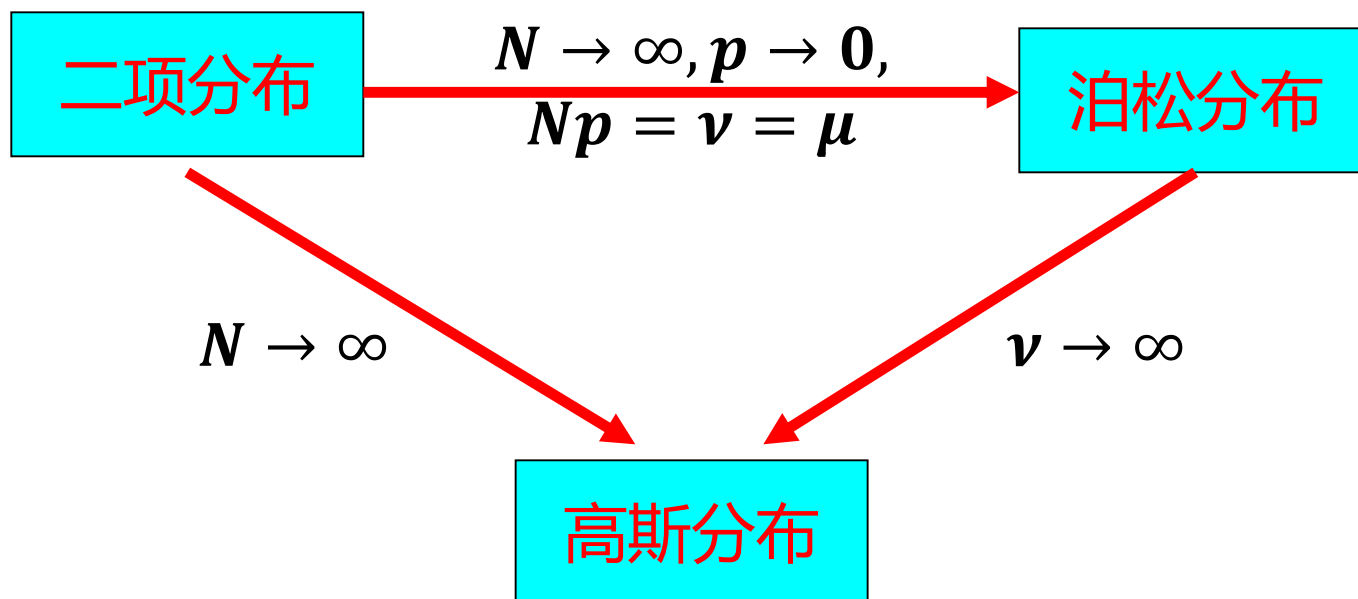 二项分布
N → ∞, p → 0,
Np = ν = μ
泊松分布
N → ∞
ν → ∞
高斯分布